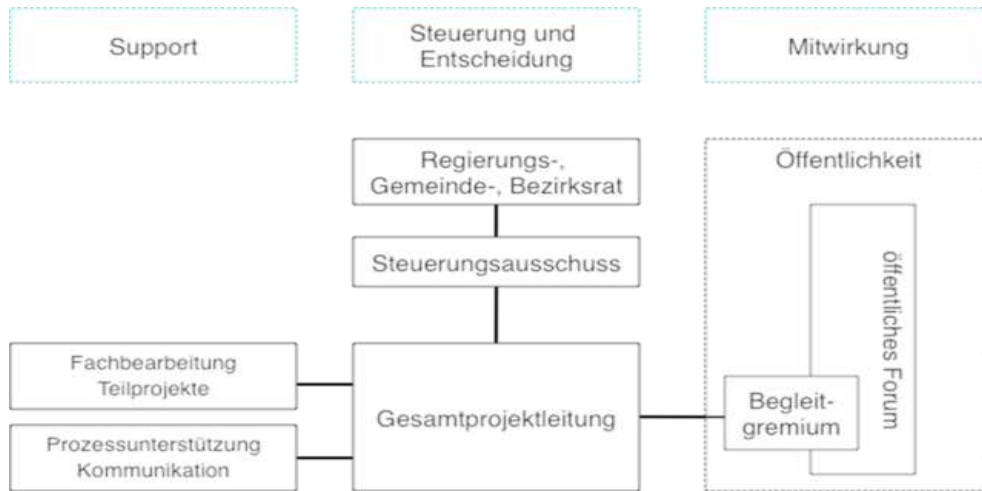 Support
Steuerung und
Entscheidung
Mitwirkung
Regierungs-,
Gemeinde-, Bezirksrat
Steuerungsausschuss
Fachbearbeitung
Teilprojekte
Prozessunterstützung
Kommunikation
Gesamtprojektleitung
Öffentlichkeit
öffentliches Forum
Begleit-
gremium